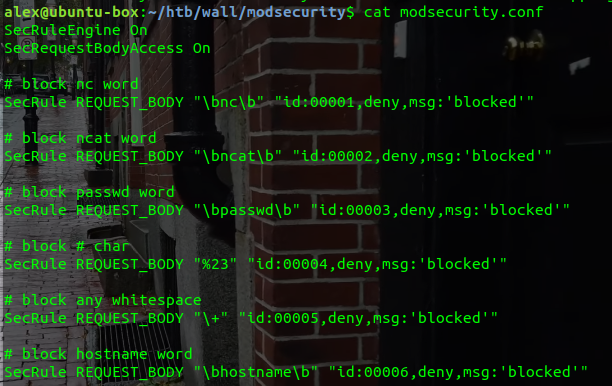 alex@ubuntu-box:~/htb/wall/modsecurity$ cat modsecurity.conf
SecRuleEngine On
SecRequestBodyAccess On
# block nc word
SecRule REQUEST_BODY "\bnc\b" "id:00001,deny,msg:'blocked'"
# block ncat word
SecRule REQUEST_BODY "\bncat\b" "id:00002,deny,msg:'blocked'"
# block passwd word
SecRule REQUEST_BODY "\bpasswd\b" "id:00003,deny,msg:'blocked'"
# block # char
SecRule REQUEST_BODY "%23" "id:00004,deny,msg:'blocked'"
# block any whitespace
SecRule REQUEST_BODY "\+" "id:00005,deny,msg:'blocked'"
# block hostname word
SecRule REQUEST_BODY "\bhostname\b" "id:00006,deny,msg:'blocked'"